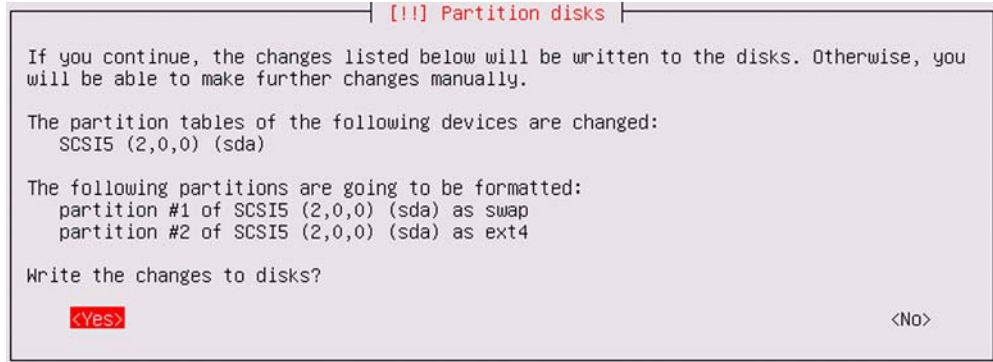 [!!] Partition disks
If you continue, the changes listed below will be written to the disks. Otherwise, you
will be able to make further changes manually.
The partition tables of the following devices are changed:
SCSI5 (2,0,0) (sda)
The following partitions are going to be formatted:
partition #1 of SCSI5 (2,0,0) (sda) as swap
partition #2 of SCSI5 (2,0,0) (sda) as ext4
Write the changes to disks?
<Yes> <No>